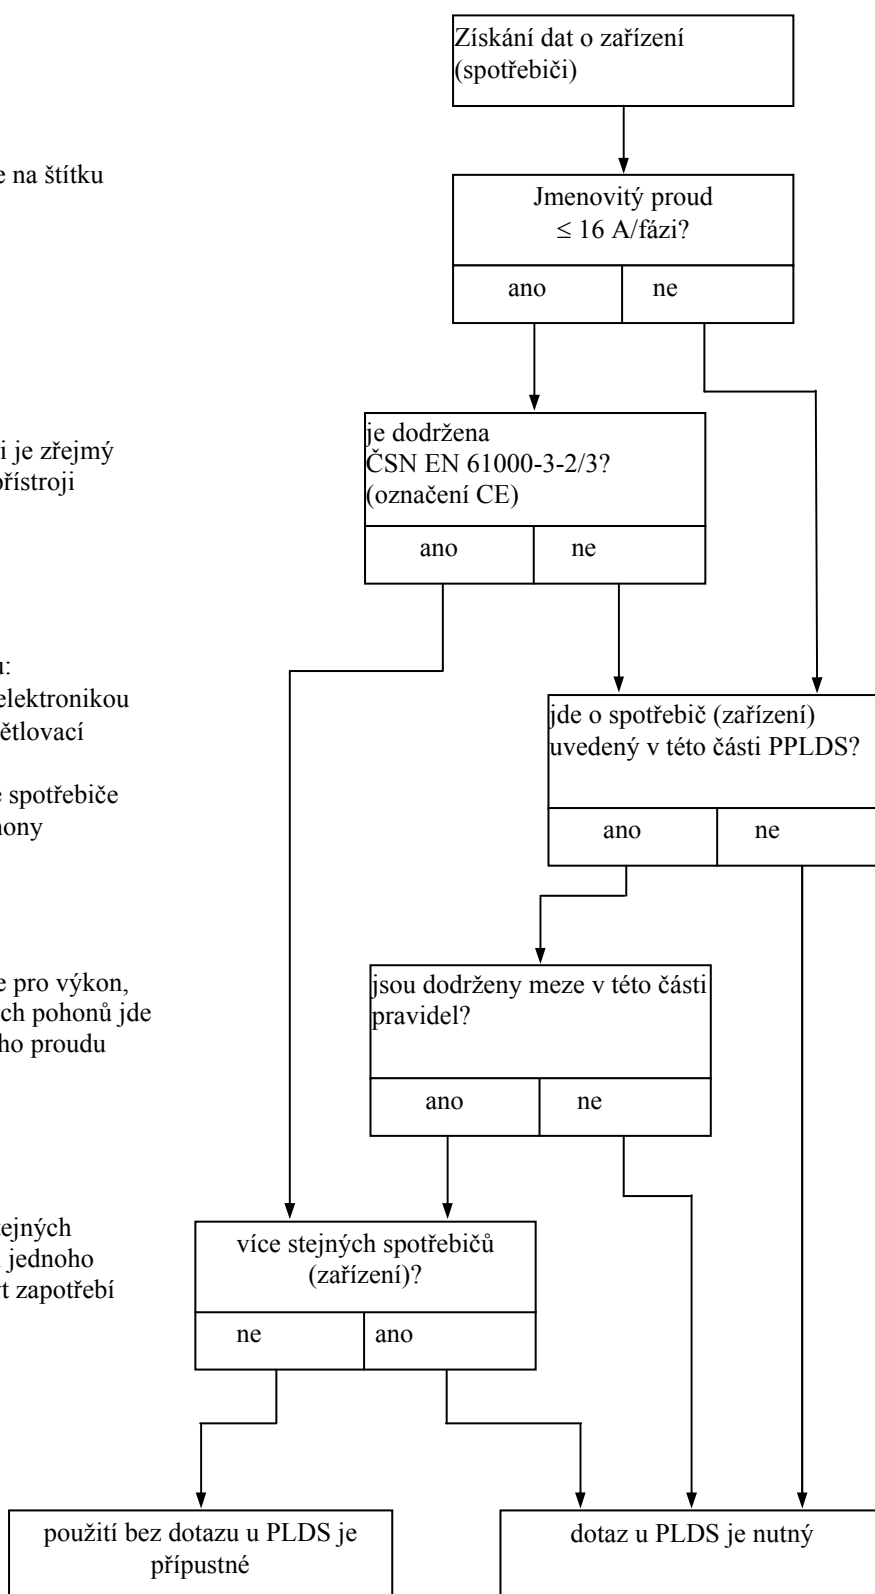 Získání dat o zařízení
(spotřebiči)
e na štítku
Jmenovitý proud
≤ 16 A/fázi?
ano
ne
je dodržena
ČSN EN 61000-3-2/3?
(označení CE)
i je zřejmý
přístroji
ano
ne
u:
elektronikou
ětlovací
e spotřebiče
hony
jde o spotřebič (zařízení)
uvedený v této části PPLDS?
ano
ne
e pro výkon,
ch pohonů jde
ho proudu
jsou dodrženy meze v této části
pravidel?
ano
ne
tejných
jednoho
ýt zapotřebí
více stejných spotřebičů
(zařízení)?
ne
ano
použití bez dotazu u PLDS je
přípustné
dotaz u PLDS je nutný